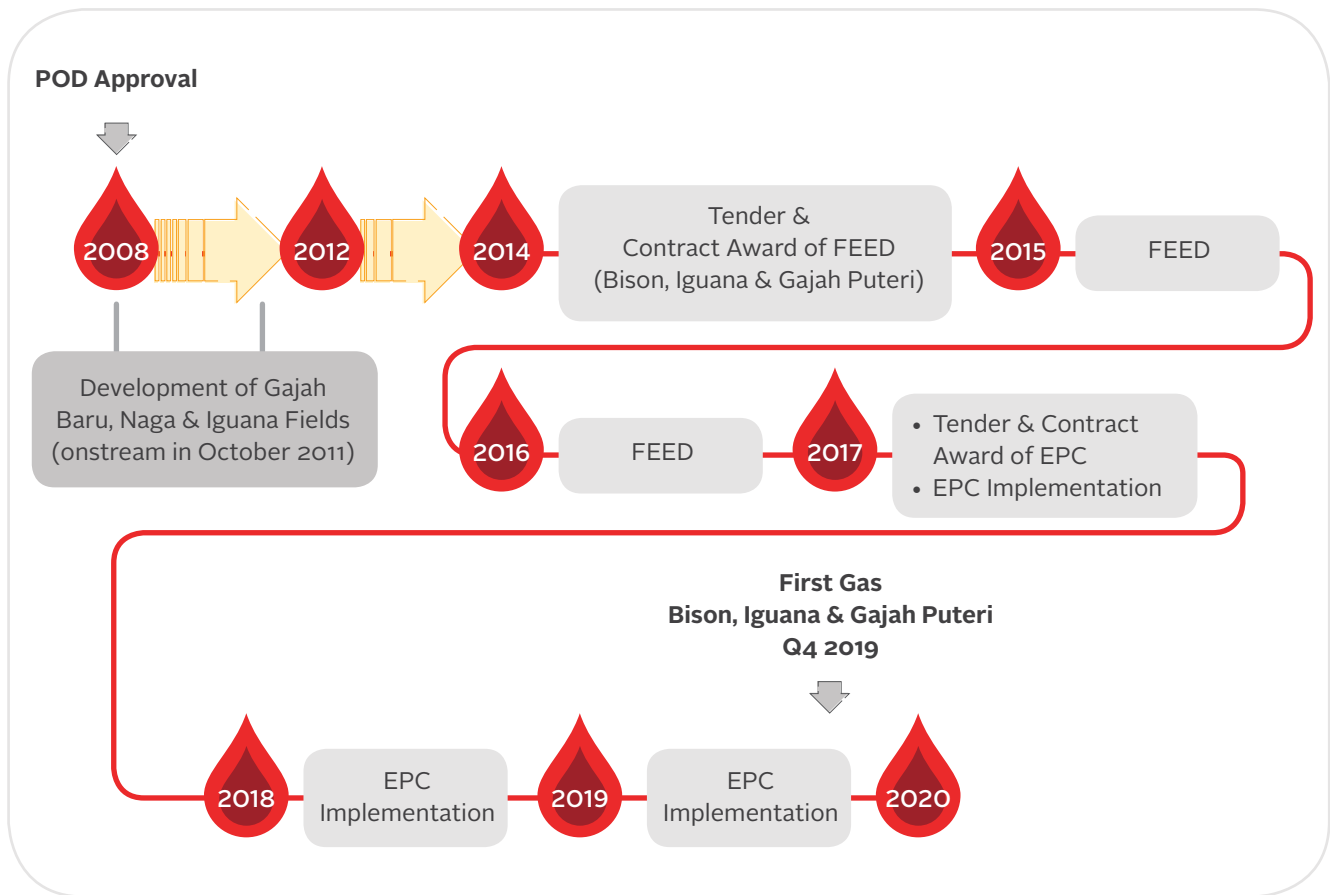 POD Approval
2008
2012
2014
Tender &
Contract Award of FEED
(Bison, Iguana & Gajah Puteri)
2015
FEED
Development of Gajah
Baru, Naga & Iguana Fields
(onstream in October 2011)
2016
FEED
2017
• Tender & Contract
Award of EPC
• EPC Implementation
First Gas
Bison, Iguana & Gajah Puteri
Q4 2019
2018
EPC
Implementation
2019
EPC
Implementation
2020